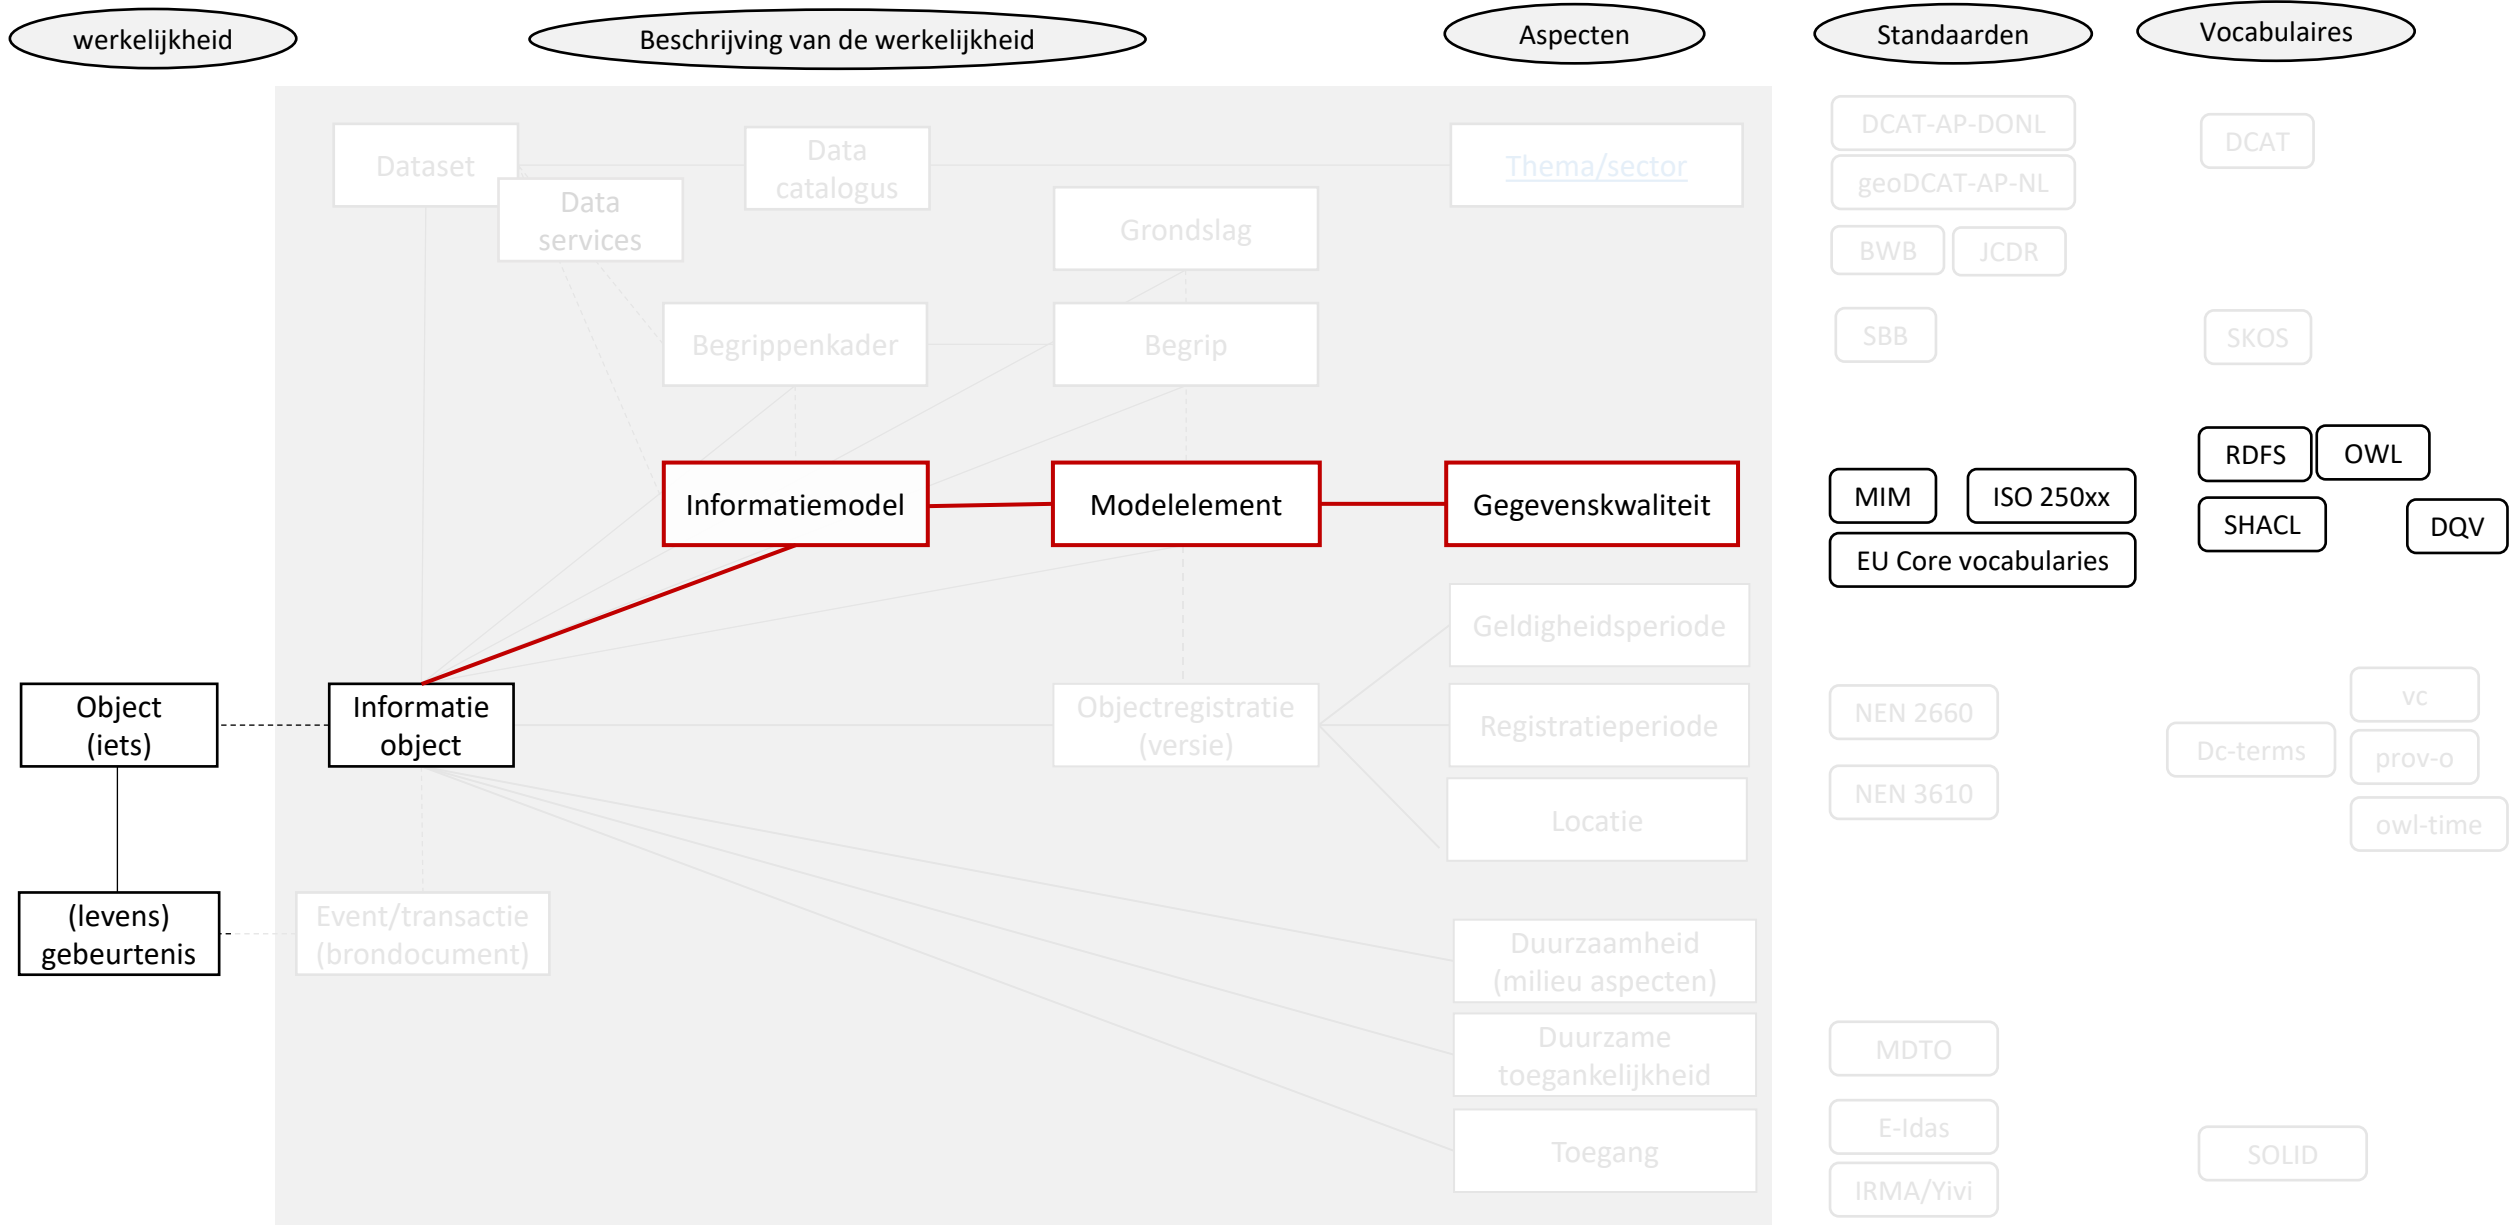 werkelijkheid
Beschrijving van de werkelijkheid
Aspecten
Standaarden
Vocabulaires
Dataset
Data
catalogus
Thema/sector
DCAT-AP-DONL
DCAT
geoDCAT-AP-NL
Data
services
Grondslag
BWB
JCDR
Begrippenkader
Begrip
SBB
SKOS
Informatiemodel
Modelelement
Gegevenskwaliteit
MIM
ISO 250xx
EU Core vocabularies
RDFS
OWL
SHACL
DQV
Geldigheidsperiode
Object
(iets)
Informatie
object
Objectregistratie
(versie)
Registratieperiode
Locatie
NEN 2660
NEN 3610
Dc-terms
vc
prov-o
owl-time
(levens)
gebeurtenis
Event/transactie
(brondocument)
Duurzaamheid
(milieu aspecten)
Duurzame
toegankelijkheid
MDTO
Toegang
E-Idas
IRMA/Yivi
SOLID